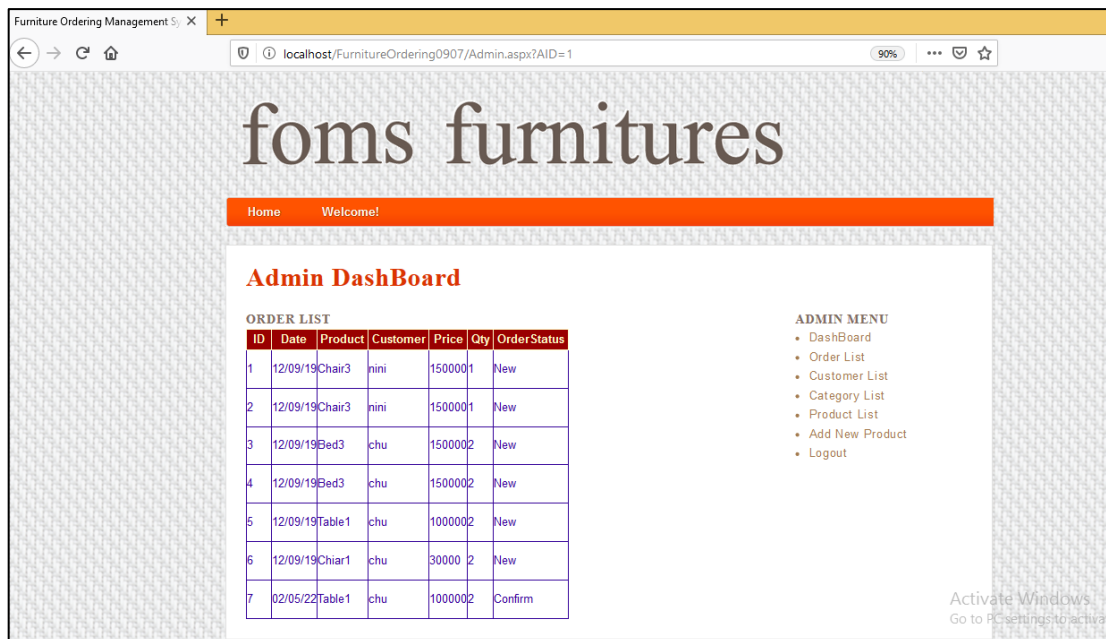 Furniture Ordering Management Sy
localhost/FurnitureOrdering0907/Admin.aspx?AID=1
90%
foms furnitures
Home Welcome!
Admin DashBoard
ORDER LIST
ID Date Product Customer Price Qty OrderStatus
1 12/09/19 Chair3 nini 150000 1 New
2 12/09/19 Chair3 nini 150000 1 New
3 12/09/19 Bed3 chu 150000 2 New
4 12/09/19 Bed3 chu 150000 2 New
5 12/09/19 Table1 chu 100000 2 New
6 12/09/19 Chiar1 chu 30000 2 New
7 02/05/22 Table1 chu 100000 2 Confirm
ADMIN MENU
DashBoard
Order List
Customer List
Category List
Product List
Add New Product
Logout
Activate Windows
Go to PC settings to activa